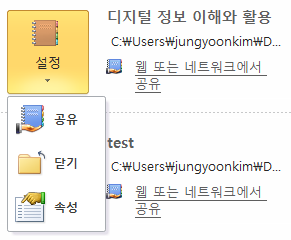 디지털 정보 이해와 활용
C:₩Users₩jungyoonkim₩D...
설정
웹 또는 네트워크에서
공유
공유
닫기
속성
test
C:₩Users₩jungyoonkim₩D...
웹 또는 네트워크에서
공유